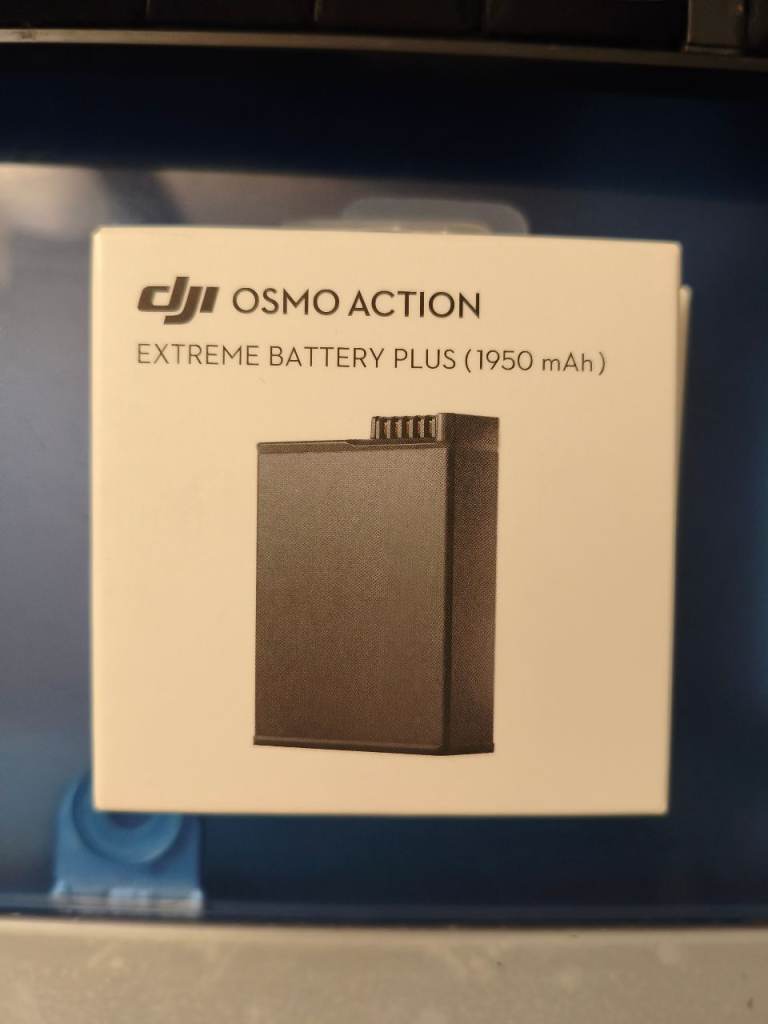 dji OSMO ACTION
EXTREME BATTERY PLUS (1950 mAh)